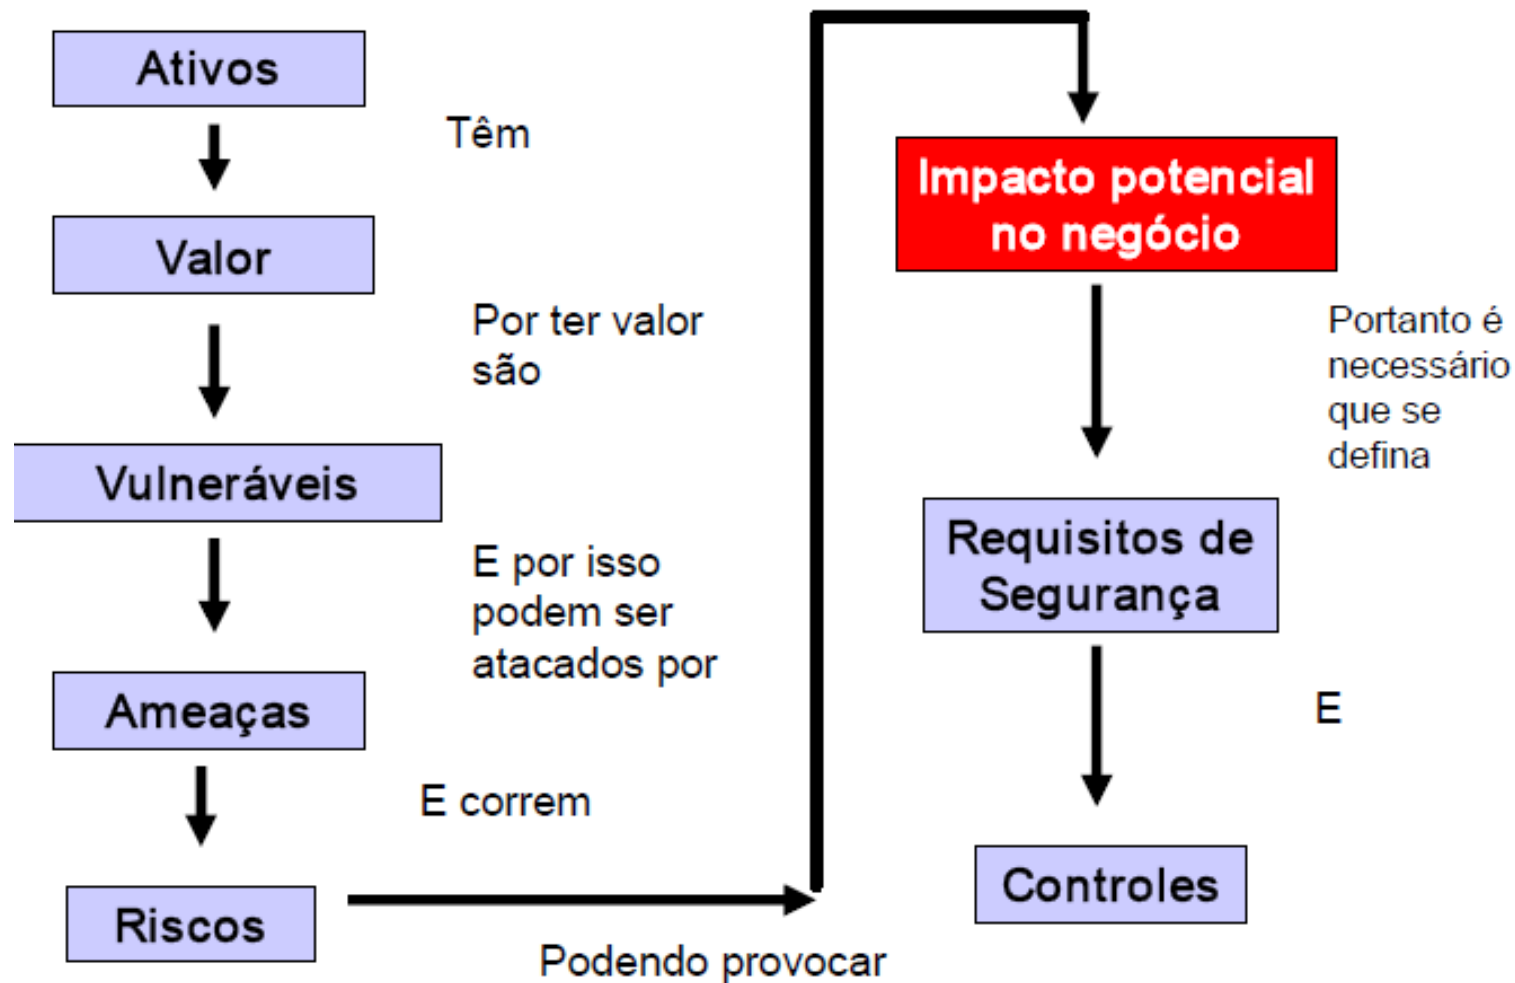 Ativos
Têm
Valor
Por ter valor
são
Vulneráveis
E por isso
podem ser
atacados por
Ameaças
E correm
Riscos
Podendo provocar
Impacto potencial
no negócio
Portanto é
necessário
que se
defina
Requisitos de
Segurança
E
Controles